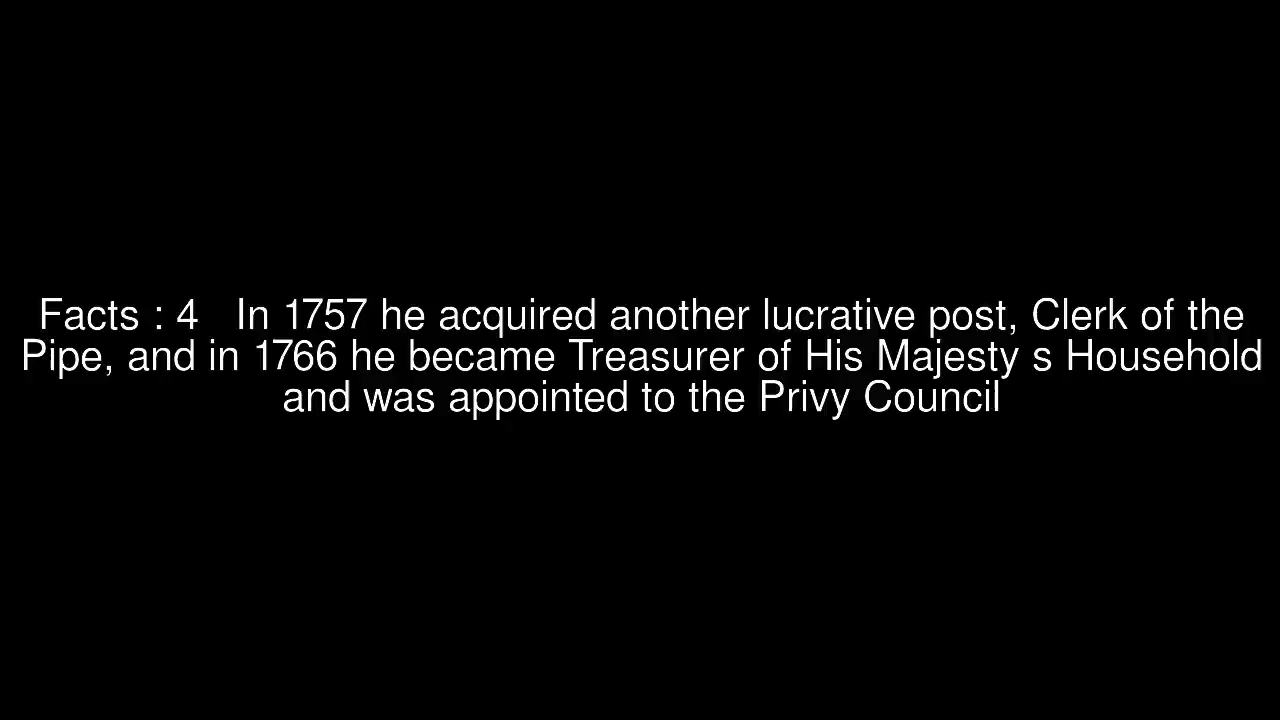 Facts : 4   In 1757 he acquired another lucrative post, Clerk of the
Pipe, and in 1766 he became Treasurer of His Majesty s Household
and was appointed to the Privy Council